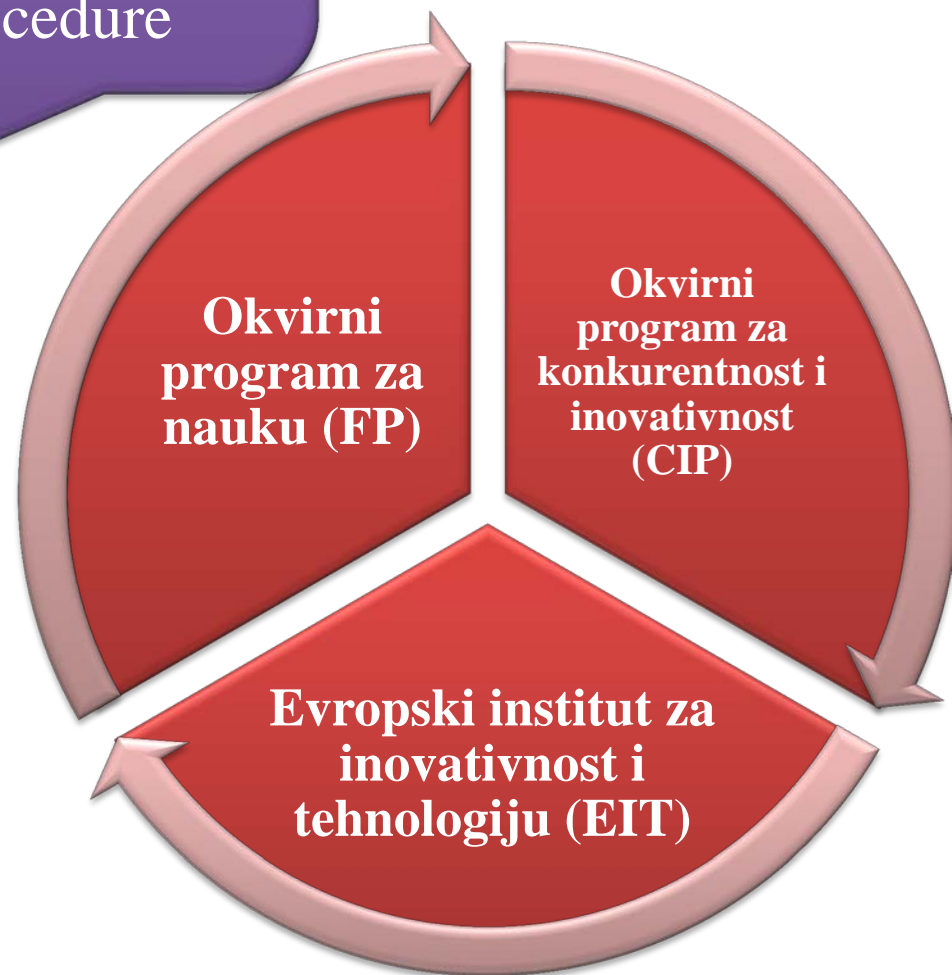 cedure
Okvirni
program za
nauku (FP)
Okvirni
program za
konkurentnost i
inovativnost
(CIP)
Evropski institut za
inovativnost i
tehnologiju (EIT)